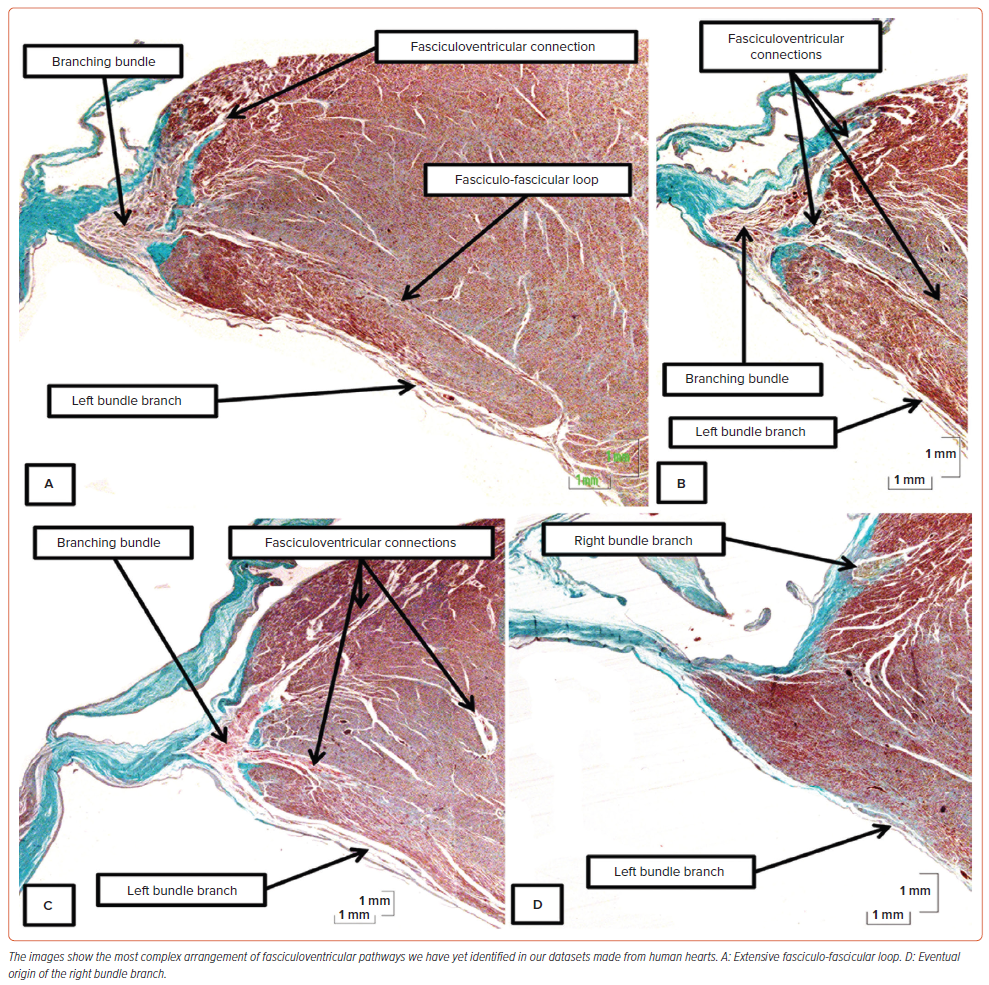 Branching bundle
Fasciculoventricular connection
Fasciculo-fascicular loop
Left bundle branch
A
1 mm
1 mm
Fasciculoventricular
connections
Branching bundle
Left bundle branch
B
1 mm
1 mm
Branching bundle
Fasciculoventricular connections
Left bundle branch
C
1 mm
1 mm
Right bundle branch
Left bundle branch
D
1 mm
1 mm
The images show the most complex arrangement of fasciculoventricular pathways we have yet identified in our datasets made from human hearts. A: Extensive fasciculo-fascicular loop. D: Eventual
origin of the right bundle branch.